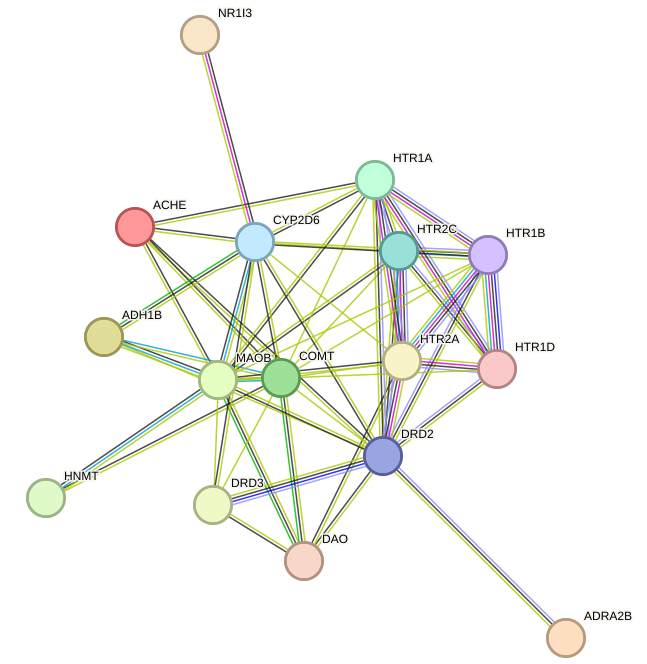 NR1I3
HTR1A
ACHE
CYP2D6
HTR2C
HTR1B
ADH1B
HTR2A
HTR1D
MAOB
COMT
DRD2
HNMT
DRD3
DAO
ADRA2B